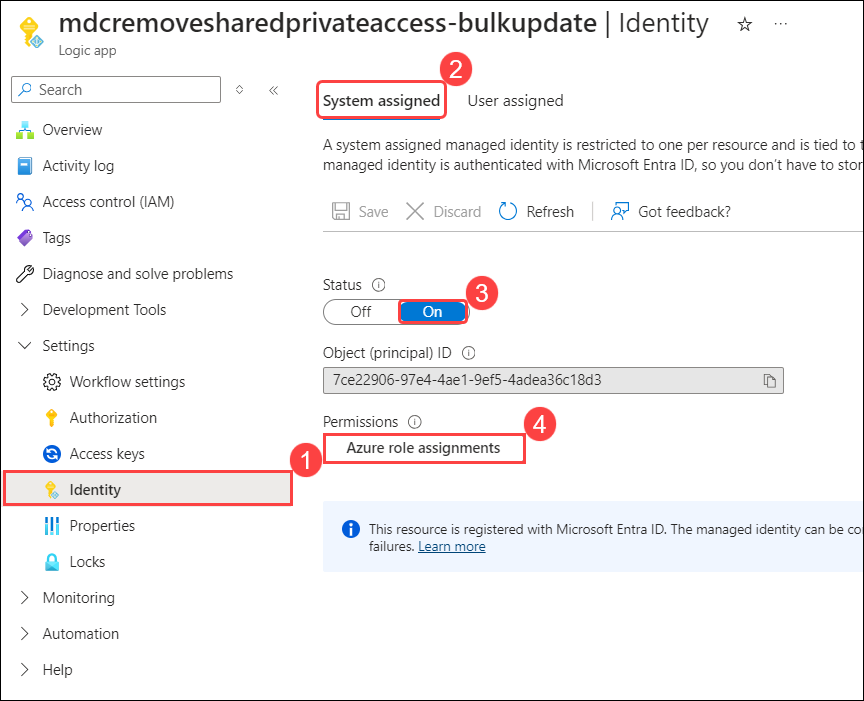 mdcremovesharedprivateaccess-bulkupdate | Identity ☆ ···
Logic app
Search
«
2
System assigned User assigned
A system assigned managed identity is restricted to one per resource and is tied to
managed identity is authenticated with Microsoft Entra ID, so you don't have to stor
Save Discard Refresh | Got feedback?
Overview
Activity log
Access control (IAM)
Tags
Diagnose and solve problems
Development Tools
Settings
Workflow settings
Authorization
Access keys
1
Identity
Properties
Locks
Monitoring
Automation
Help
Status
3
Off On
Object (principal) ID
7ce22906-97e4-4ae1-9ef5-4adea36c18d3
Permissions
4
Azure role assignments
This resource is registered with Microsoft Entra ID. The managed identity can be co
failures. Learn more